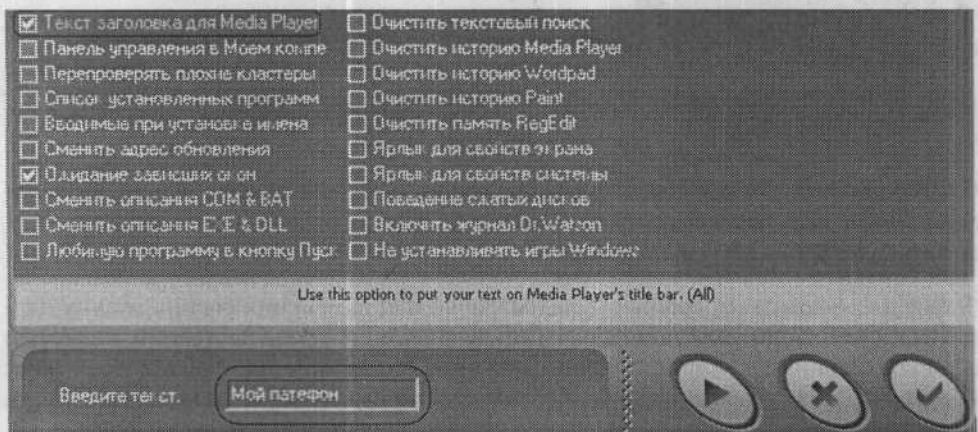 Текст заголовка для Media Player
Панель управления в Моем компе
Перепроверять плохие кластеры
Список установленных программ
Вводимые при установке имена
Сменить адрес обновления
Ожидание зависших окон
Сменить описания COM & BAT
Сменить описания EXE & DLL
Любимую программу в кнопку Пуск
Очистить текстовый поиск
Очистить историю Media Player
Очистить историю Wordpad
Очистить историю Paint
Очистить память RegEdit
Ярлык для свойств экрана
Ярлык для свойств системы
Поведение сжатых дисков
Включить журнал Dr.Watson
Не устанавливать игры Windows
Use this option to put your text on Media Player's title bar. (All)
Введите текст:
Мой патефон